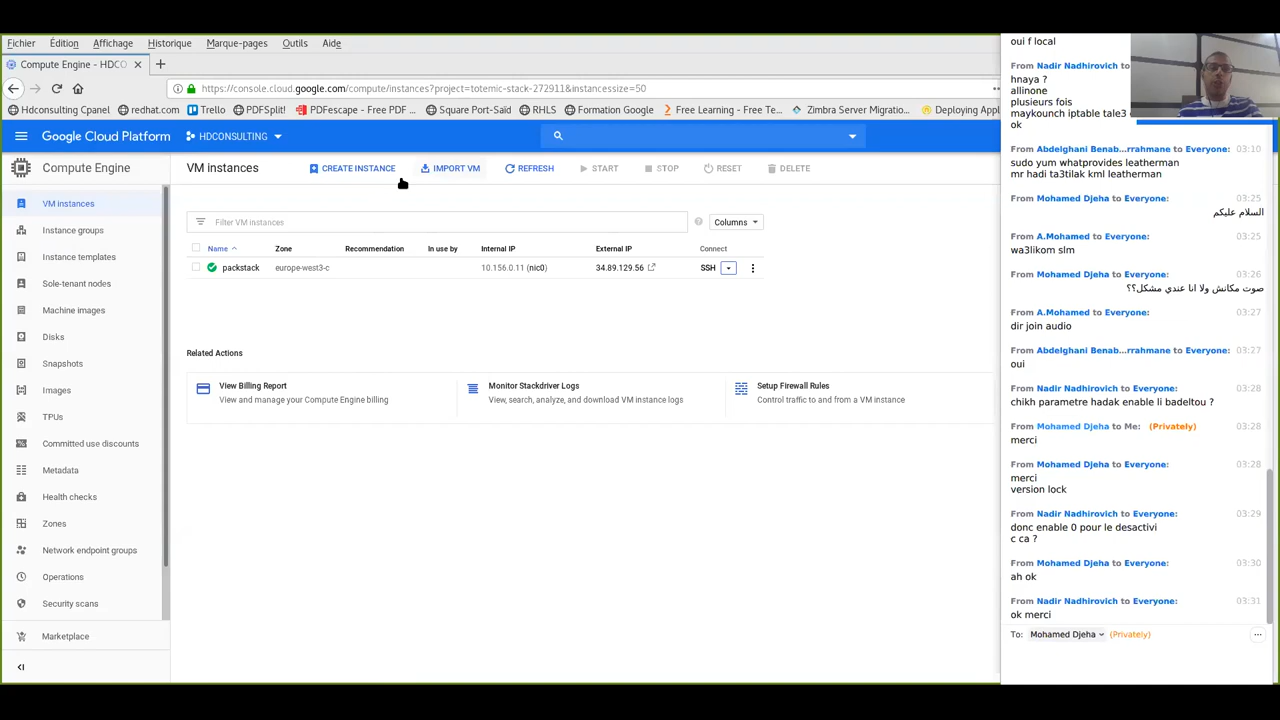 Fichier Édition Affichage Historique Marque-pages Outils Aide
Compute Engine - HDCO
https://console.cloud.google.com/compute/instances?project=totemic-stack-272911&instancessize=50
Hdconsulting Cpanel redhat.com Trello PDFSplit! PDFescape - Free PDF ... Square Port-Saïd RHLS Formation Google Free Learning - Free Te... Zimbra Server Migratio... Deploying App
Google Cloud Platform HDCONSULTING
Compute Engine
VM instances CREATE INSTANCE IMPORT VM REFRESH START STOP RESET DELETE
VM instances
Instance groups
Instance templates
Sole-tenant nodes
Machine images
Disks
Snapshots
Images
TPUs
Committed use discounts
Metadata
Health checks
Zones
Network endpoint groups
Operations
Security scans
Marketplace
Filter VM instances Columns
Name Zone Recommendation In use by Internal IP External IP Connect
packstack europe-west3-c 10.156.0.11 (nic0) 34.89.129.56 SSH
Related Actions
View Billing Report
View and manage your Compute Engine billing
Monitor Stackdriver Logs
View, search, analyze, and download VM instance logs
Setup Firewall Rules
Control traffic to and from a VM instance
oui f local
From Nadir Nadhirovich to
hnaya ?
allinone
plusieurs fois
maykounch iptable tale3
ok
From Abdelghani Benab...rrahmane to Everyone: 03:10
sudo yum whatprovides leatherman
mr hadi ta3tilak kml leatherman
From Mohamed Djeha to Everyone: 03:25
السلام عليكم
From A.Mohamed to Everyone: 03:25
wa3likom slm
From Mohamed Djeha to Everyone: 03:26
صوت مكانش ولا انا عندي مشكل؟؟
From A.Mohamed to Everyone: 03:27
dir join audio
From Abdelghani Benab...rrahmane to Everyone: 03:27
oui
From Nadir Nadhirovich to Everyone: 03:28
chikh parametre hadak enable li badeltou ?
From Mohamed Djeha to Me: (Privately) 03:28
merci
From Mohamed Djeha to Everyone: 03:28
merci
version lock
From Nadir Nadhirovich to Everyone: 03:29
donc enable 0 pour le desactivi
c ca ?
From Mohamed Djeha to Everyone: 03:30
ah ok
From Nadir Nadhirovich to Everyone: 03:31
ok merci
To: Mohamed Djeha (Privately)